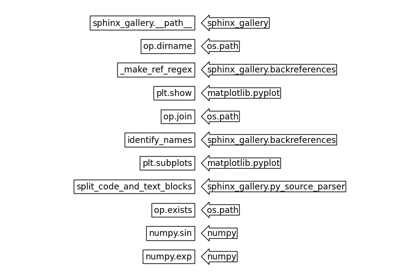 sphinx_gallery.__path__ sphinx_gallery
op.dirname os.path
_make_ref_regex sphinx_gallery.backreferences
plt.show matplotlib.pyplot
op.join os.path
identify_names sphinx_gallery.backreferences
plt.subplots matplotlib.pyplot
split_code_and_text_blocks sphinx_gallery.py_source_parser
op.exists os.path
numpy.sin numpy
numpy.exp numpy